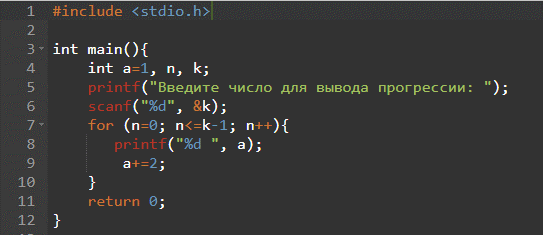 1 #include <stdio.h>
2
3 int main(){
4     int a=1, n, k;
5     printf("Введите число для вывода прогрессии: ");
6     scanf("%d", &k);
7     for (n=0; n<=k-1; n++){
8        printf("%d ", a);
9         a+=2;
10     }
11     return 0;
12 }